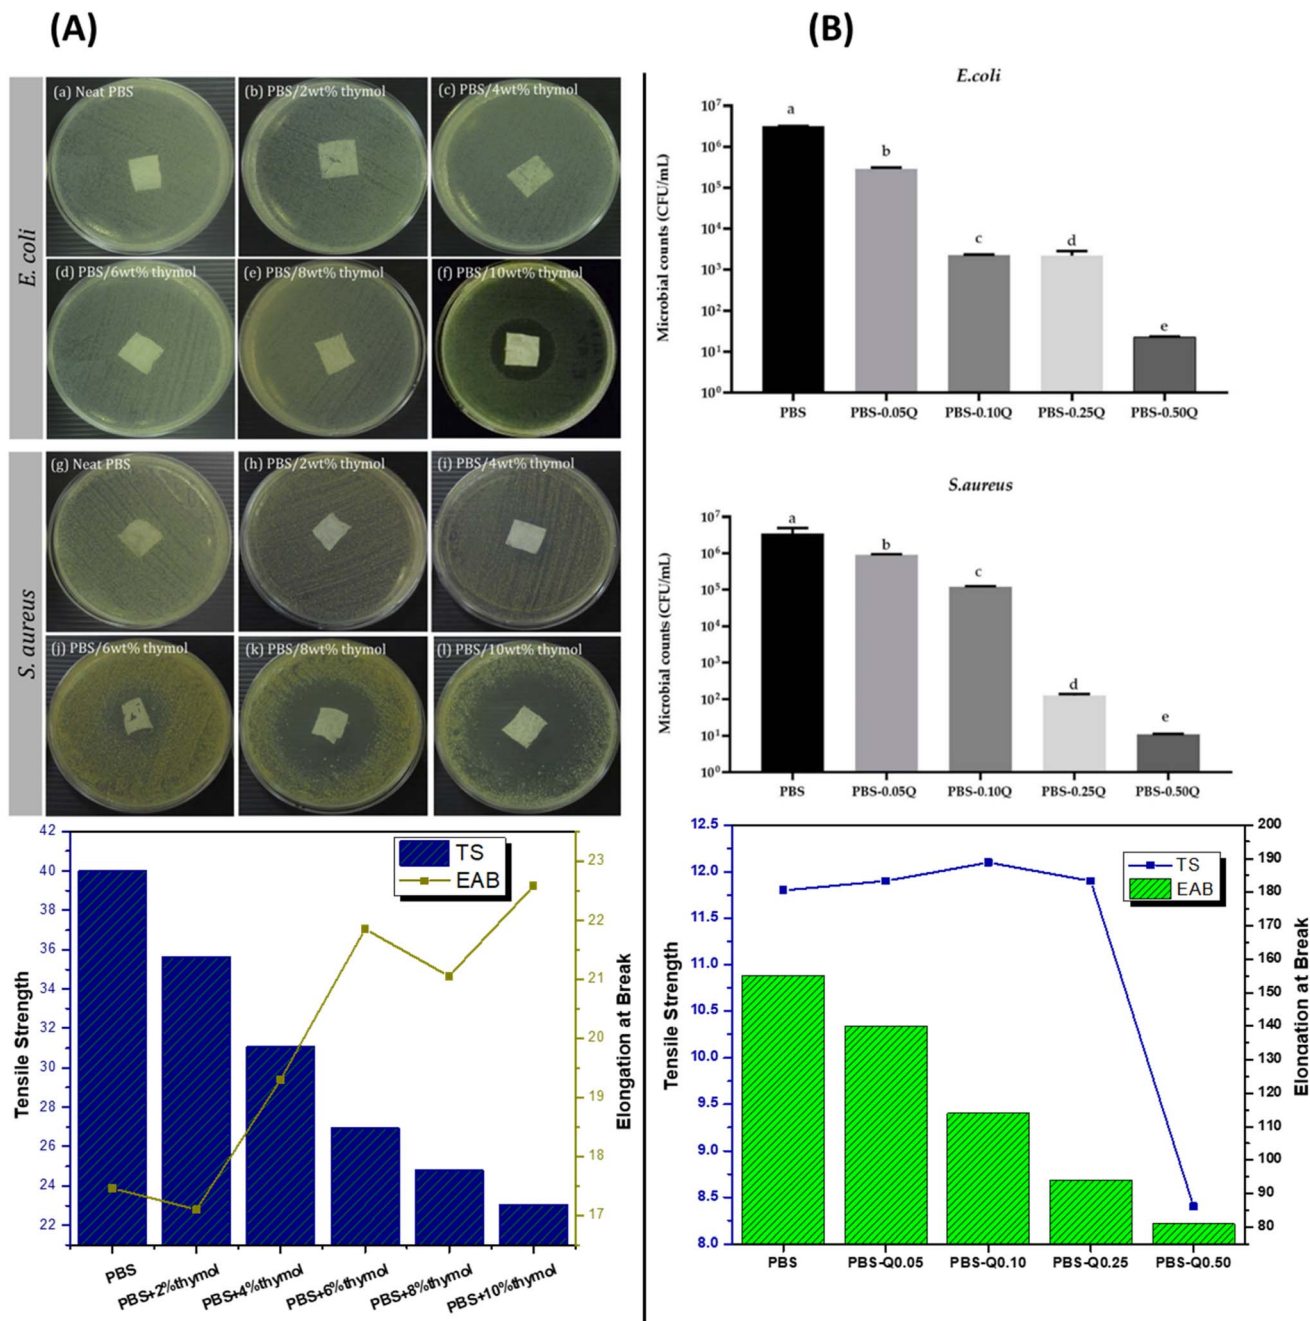 (A)
(B)
E. coli
(a) Neat PBS
(b) PBS/2wt% thymol
(c) PBS/4wt% thymol
(d) PBS/6wt% thymol
(e) PBS/8wt% thymol
(f) PBS/10wt% thymol
S. aureus
(g) Neat PBS
(h) PBS/2wt% thymol
(i) PBS/4wt% thymol
(j) PBS/6wt% thymol
(k) PBS/8wt% thymol
(l) PBS/10wt% thymol
Tensile Strength
42
40
38
36
34
32
30
28
26
24
22
TS
EAB
23
22
21
20
19
18
17
Elongation at Break
PBS
PBS+2%thymol
PBS+4%thymol
PBS+6%thymol
PBS+8%thymol
PBS+10%thymol
E.coli
Microbial counts (CFU/mL)
10⁷
10⁶
10⁵
10⁴
10³
10²
10¹
10⁰
a
b
c
d
e
PBS
PBS-0.05Q
PBS-0.10Q
PBS-0.25Q
PBS-0.50Q
S.aureus
Microbial counts (CFU/mL)
10⁷
10⁶
10⁵
10⁴
10³
10²
10¹
10⁰
a
b
c
d
e
PBS
PBS-0.05Q
PBS-0.10Q
PBS-0.25Q
PBS-0.50Q
Tensile Strength
12.5
12.0
11.5
11.0
10.5
10.0
9.5
9.0
8.5
8.0
TS
EAB
200
190
180
170
160
150
140
130
120
110
100
90
80
Elongation at Break
PBS
PBS-Q0.05
PBS-Q0.10
PBS-Q0.25
PBS-Q0.50